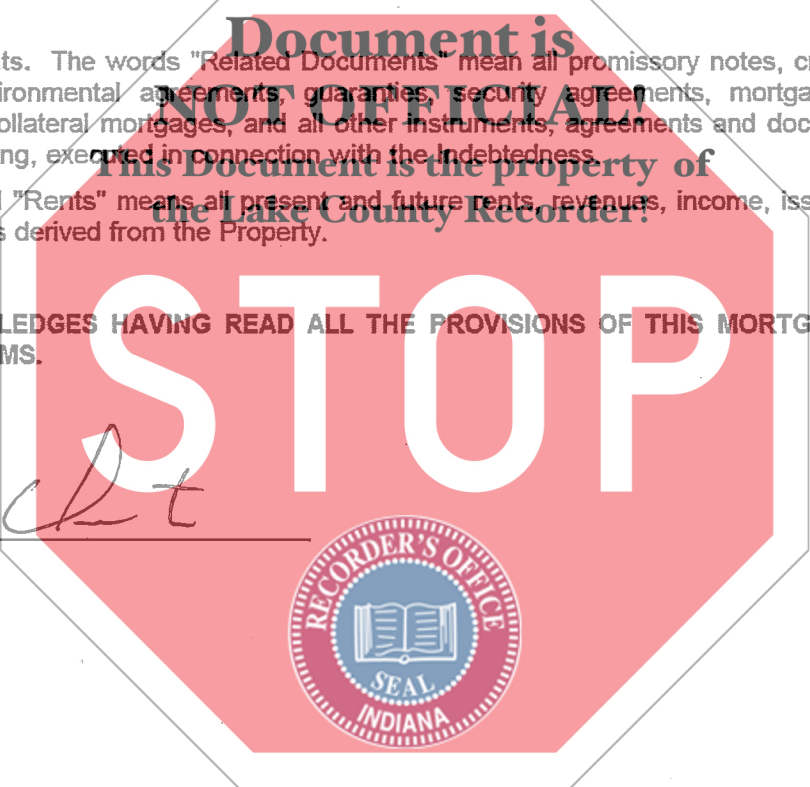 Document is
ts. The words "Related Documents" mean all promissory notes, cr
NOT OFFICIAL!
ironmental agreements, guaranties, security agreements, mortga
ollateral mortgages, and all other instruments, agreements and doc
ng, executed in connection with the Indebtedness.
This Document is the property of
"Rents" means all present and future rents, revenues, income, iss
the Lake County Recorder!
s derived from the Property.
LEDGES HAVING READ ALL THE PROVISIONS OF THIS MORTG
MS.
STOP
RECORDER'S OFFICE
SEAL
INDIANA